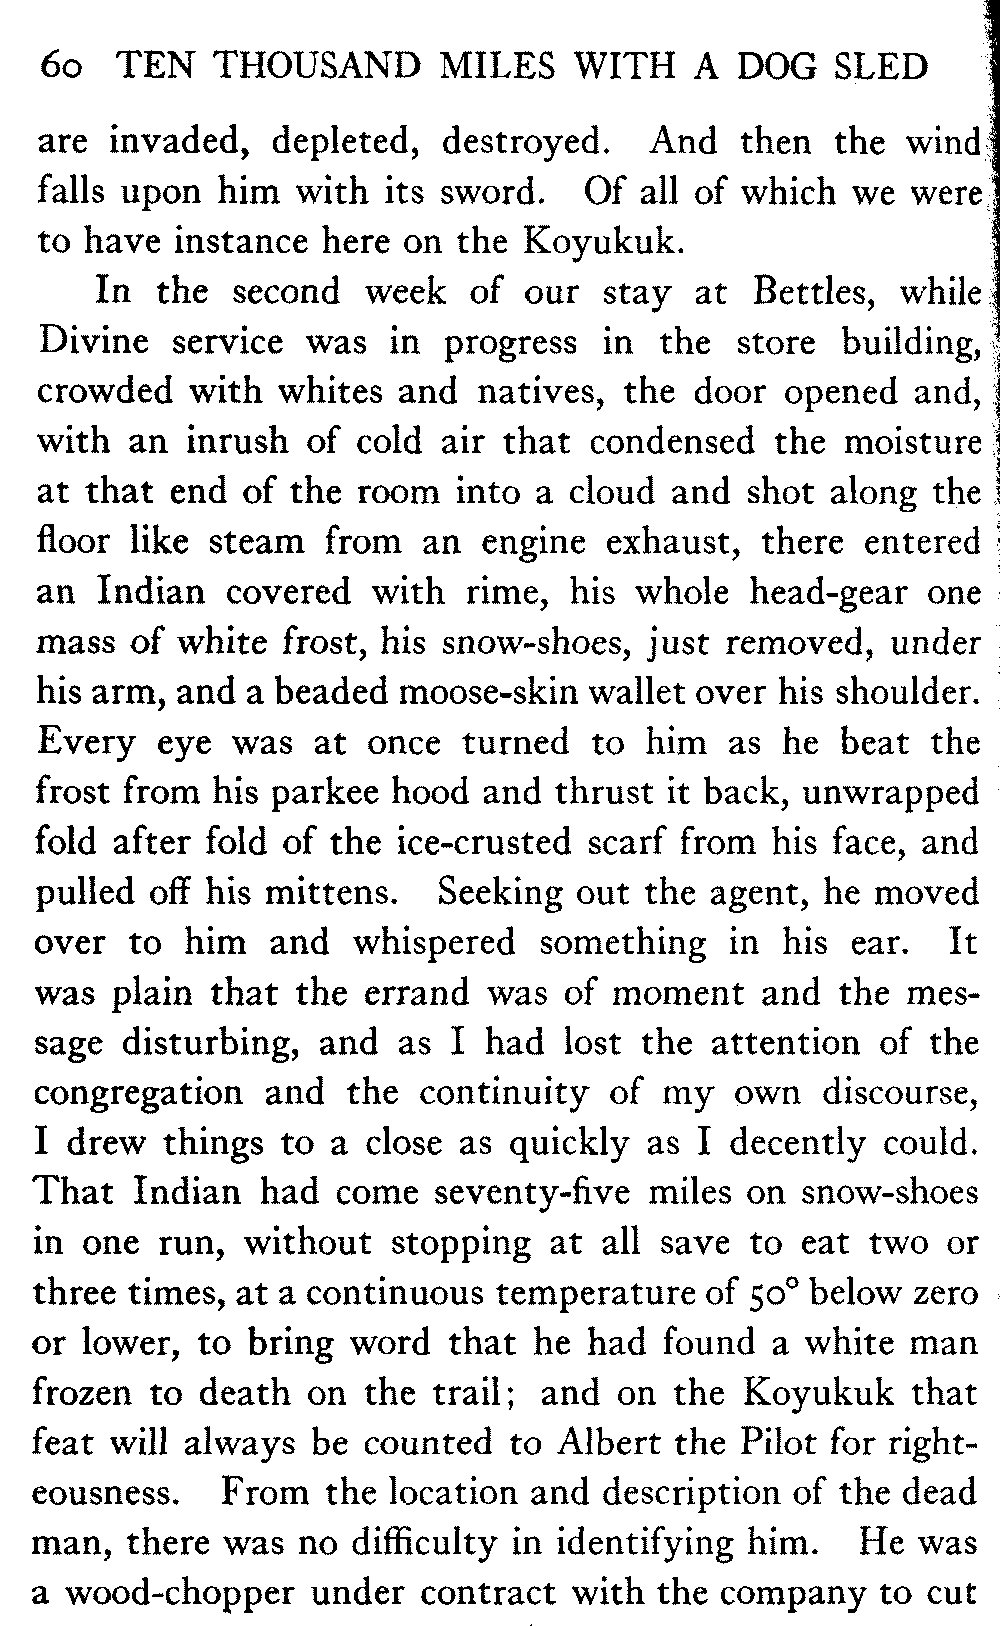 60 TEN THOUSAND MILES WITH A DOG SLED
are invaded, depleted, destroyed. And then the wind
falls upon him with its sword. Of all of which we were
to have instance here on the Koyukuk.
In the second week of our stay at Bettles, while
Divine service was in progress in the store building,
crowded with whites and natives, the door opened and,
with an inrush of cold air that condensed the moisture
at that end of the room into a cloud and shot along the
floor like steam from an engine exhaust, there entered
an Indian covered with rime, his whole head-gear one
mass of white frost, his snow-shoes, just removed, under
his arm, and a beaded moose-skin wallet over his shoulder.
Every eye was at once turned to him as he beat the
frost from his parkee hood and thrust it back, unwrapped
fold after fold of the ice-crusted scarf from his face, and
pulled off his mittens. Seeking out the agent, he moved
over to him and whispered something in his ear. It
was plain that the errand was of moment and the mes-
sage disturbing, and as I had lost the attention of the
congregation and the continuity of my own discourse,
I drew things to a close as quickly as I decently could.
That Indian had come seventy-five miles on snow-shoes
in one run, without stopping at all save to eat two or
three times, at a continuous temperature of 50° below zero
or lower, to bring word that he had found a white man
frozen to death on the trail; and on the Koyukuk that
feat will always be counted to Albert the Pilot for right-
eousness. From the location and description of the dead
man, there was no difficulty in identifying him. He was
a wood-chopper under contract with the company to cut